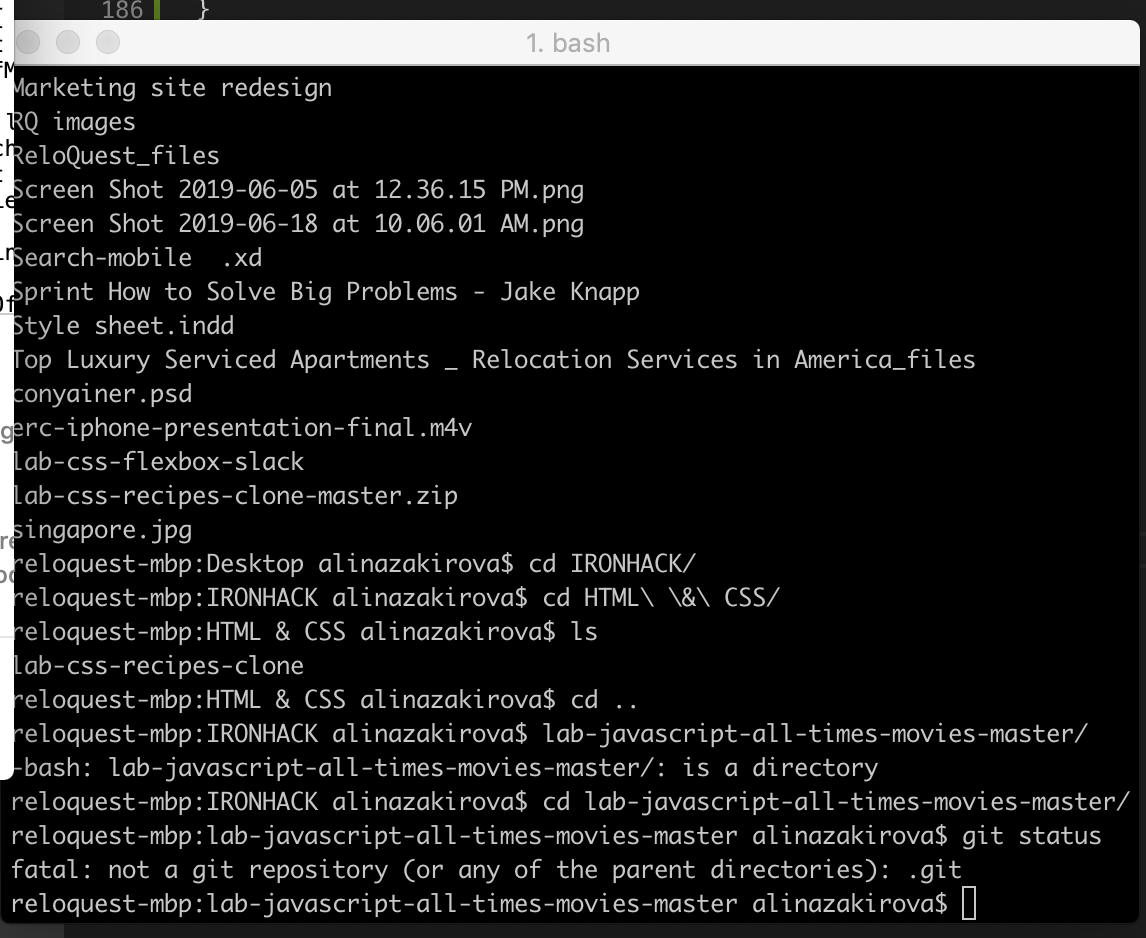 186 }
1. bash
Marketing site redesign
RQ images
ReloQuest_files
Screen Shot 2019-06-05 at 12.36.15 PM.png
Screen Shot 2019-06-18 at 10.06.01 AM.png
Search-mobile  .xd
Sprint How to Solve Big Problems - Jake Knapp
Style sheet.indd
Top Luxury Serviced Apartments _ Relocation Services in America_files
conyainer.psd
erc-iphone-presentation-final.m4v
lab-css-flexbox-slack
lab-css-recipes-clone-master.zip
singapore.jpg
reloquest-mbp:Desktop alinazakirova$ cd IRONHACK/
reloquest-mbp:IRONHACK alinazakirova$ cd HTML\ \&\ CSS/
reloquest-mbp:HTML & CSS alinazakirova$ ls
lab-css-recipes-clone
reloquest-mbp:HTML & CSS alinazakirova$ cd ..
reloquest-mbp:IRONHACK alinazakirova$ lab-javascript-all-times-movies-master/
-bash: lab-javascript-all-times-movies-master/: is a directory
reloquest-mbp:IRONHACK alinazakirova$ cd lab-javascript-all-times-movies-master/
reloquest-mbp:lab-javascript-all-times-movies-master alinazakirova$ git status
fatal: not a git repository (or any of the parent directories): .git
reloquest-mbp:lab-javascript-all-times-movies-master alinazakirova$